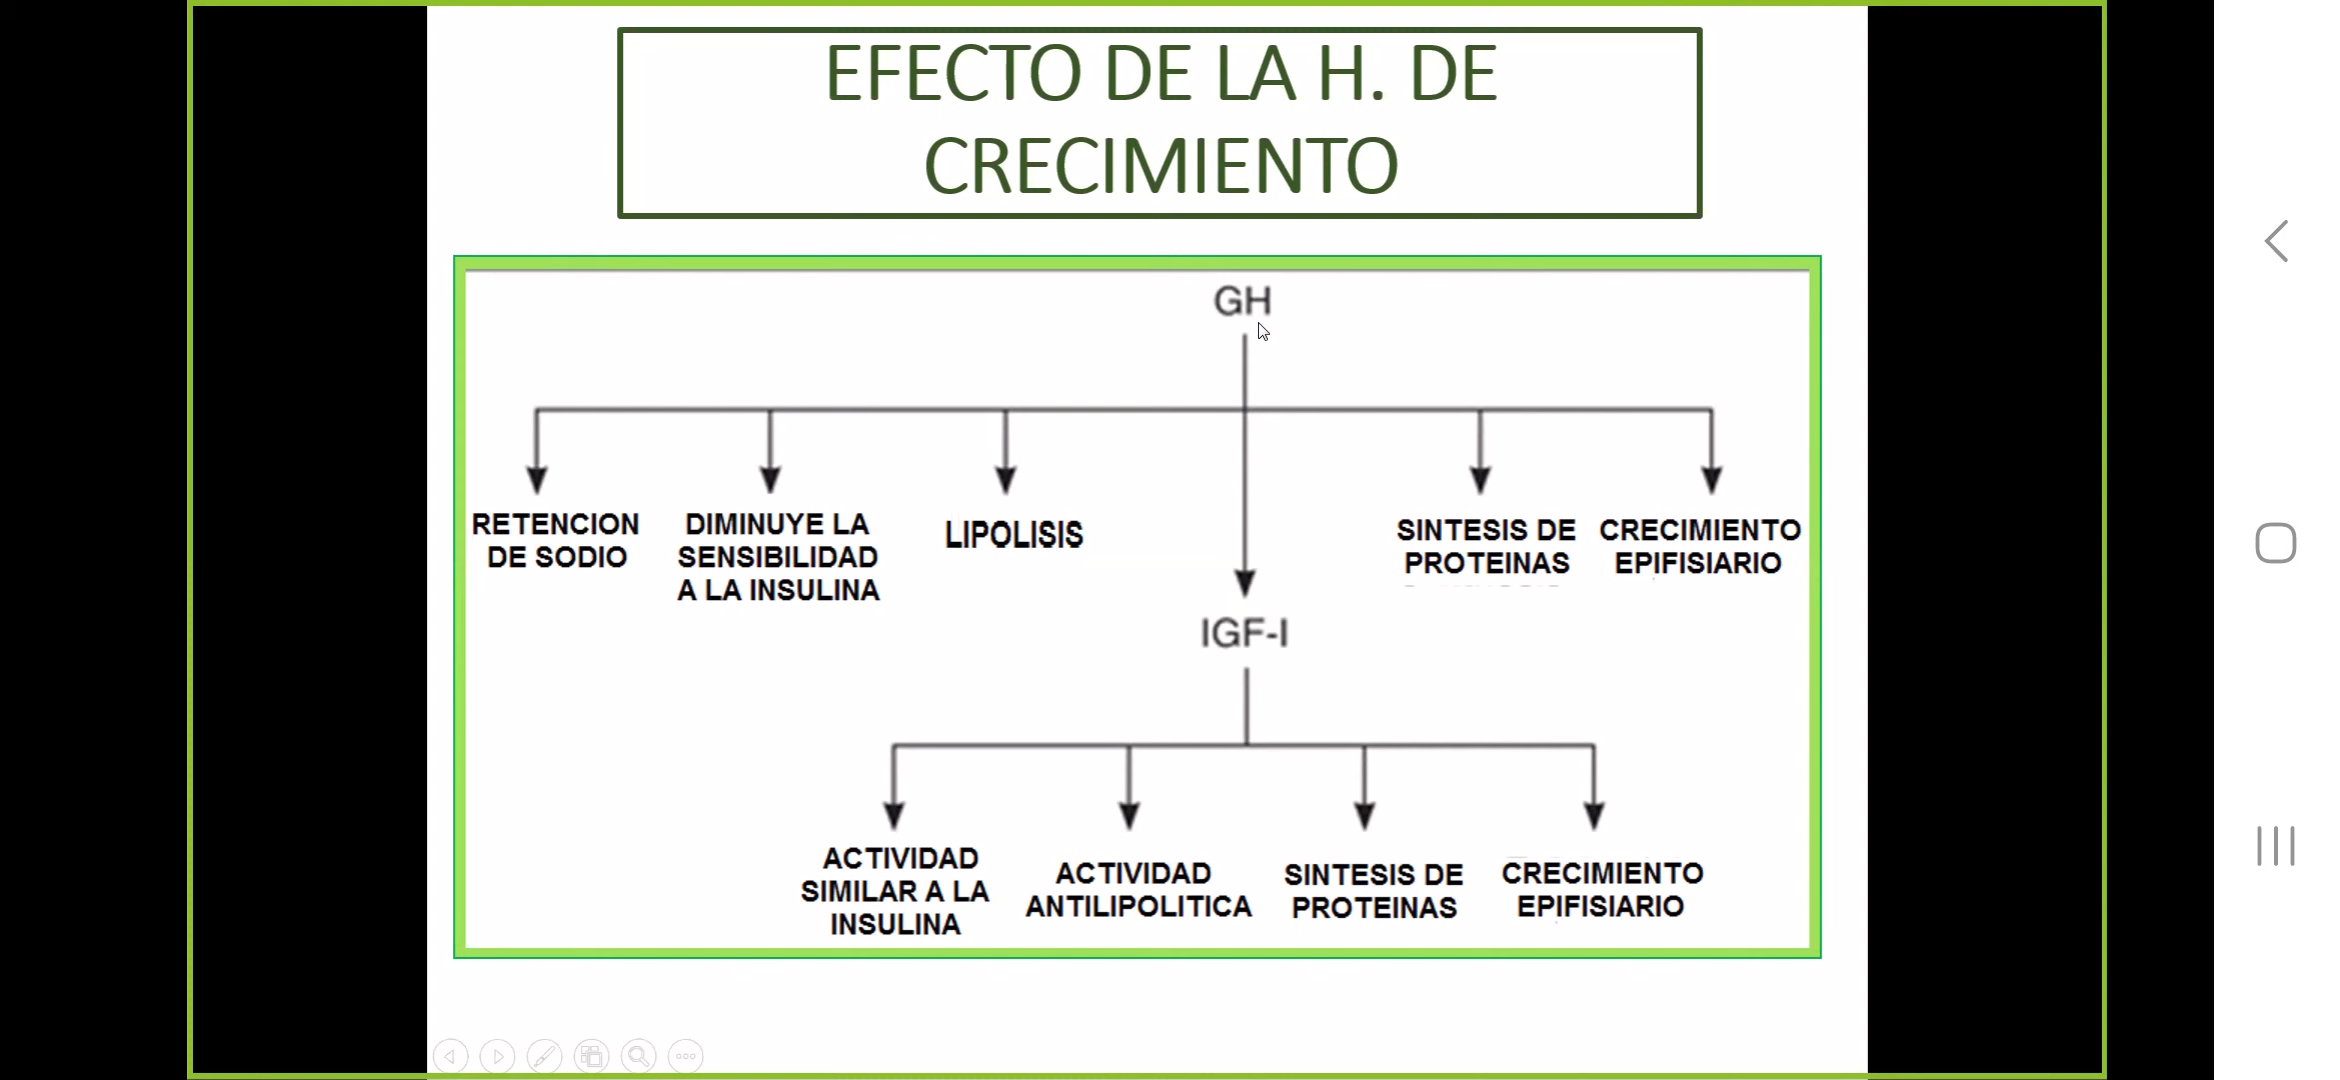 EFECTO DE LA H. DE
CRECIMIENTO
GH
RETENCION
DE SODIO
DIMINUYE LA
SENSIBILIDAD
A LA INSULINA
LIPOLISIS
SINTESIS DE
PROTEINAS
CRECIMIENTO
EPIFISIARIO
IGF-I
ACTIVIDAD
SIMILAR A LA
INSULINA
ACTIVIDAD
ANTILIPOLITICA
SINTESIS DE
PROTEINAS
CRECIMIENTO
EPIFISIARIO